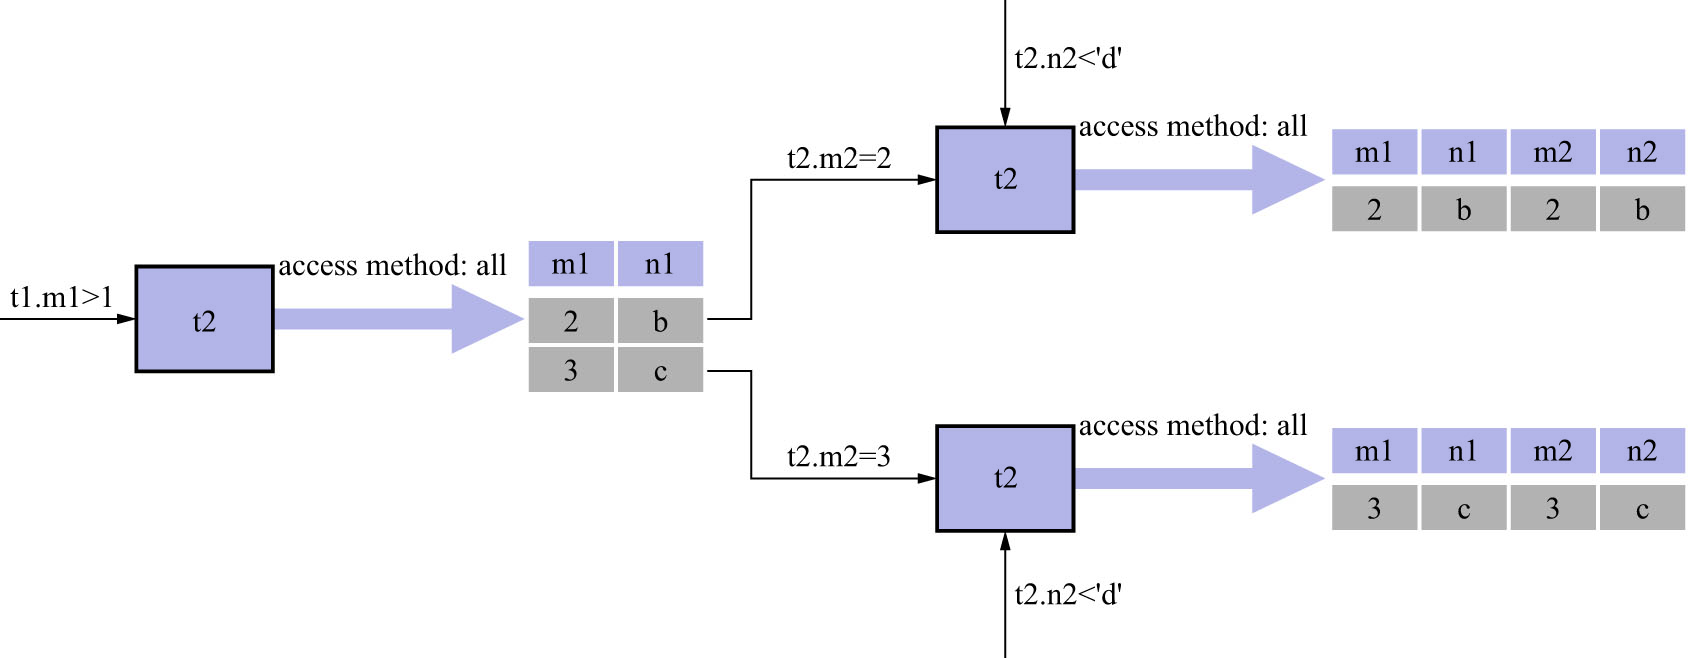 t1.m1>1
t2
access method: all
m1 n1
2 b
3 c
t2.m2=2
t2.n2<'d'
t2
access method: all
m1 n1 m2 n2
2 b 2 b
t2.m2=3
t2
access method: all
m1 n1 m2 n2
3 c 3 c
t2.n2<'d'